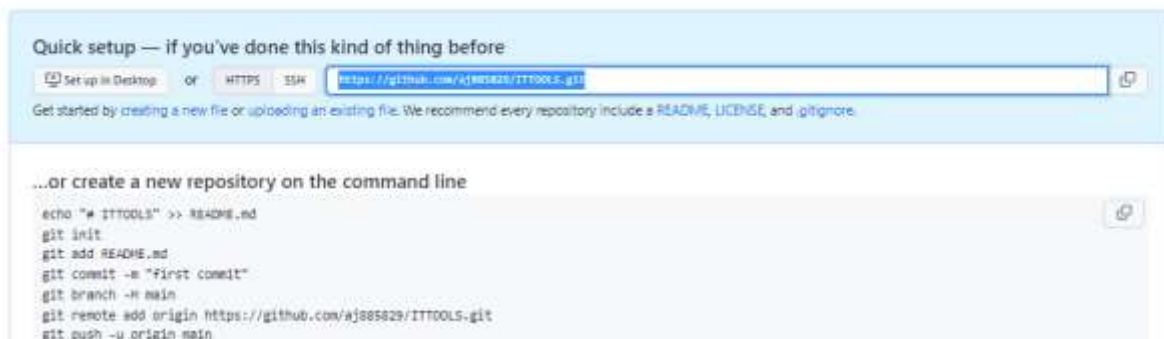 Quick setup — if you've done this kind of thing before
Set up in Desktop or HTTPS SSH https://github.com/aj885829/ITTOOLS.git
Get started by creating a new file or uploading an existing file. We recommend every repository include a README, LICENSE, and .gitignore.
...or create a new repository on the command line
echo "# ITTOOLS" >> README.md
git init
git add README.md
git commit -m "first commit"
git branch -M main
git remote add origin https://github.com/aj885829/ITTOOLS.git
git push -u origin main